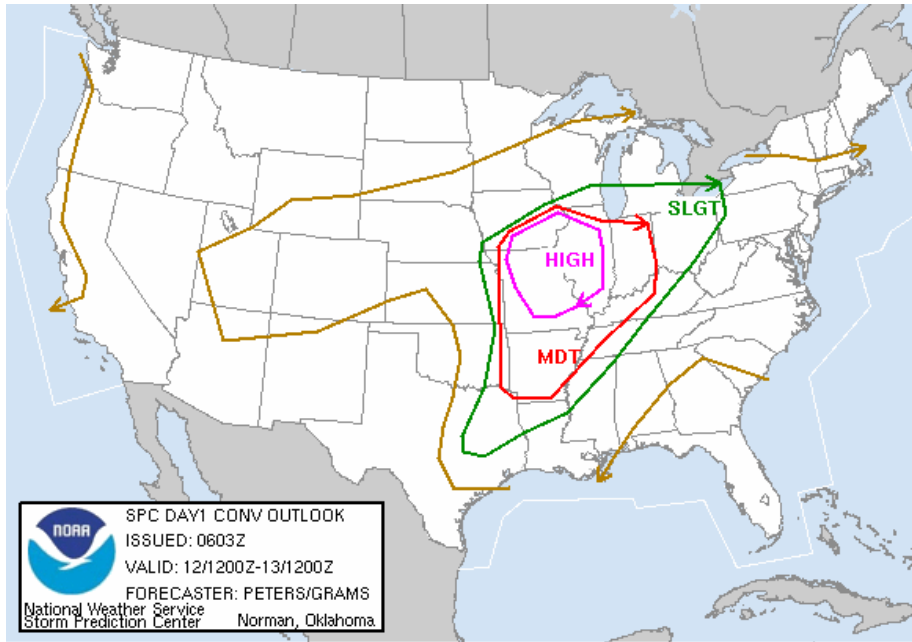 SLGT
HIGH
MDT
NOAA
SPC DAY1 CONV OUTLOOK
ISSUED: 0603Z
VALID: 12/1200Z-13/1200Z
FORECASTER: PETERS/GRAMS
National Weather Service
Storm Prediction Center Norman, Oklahoma